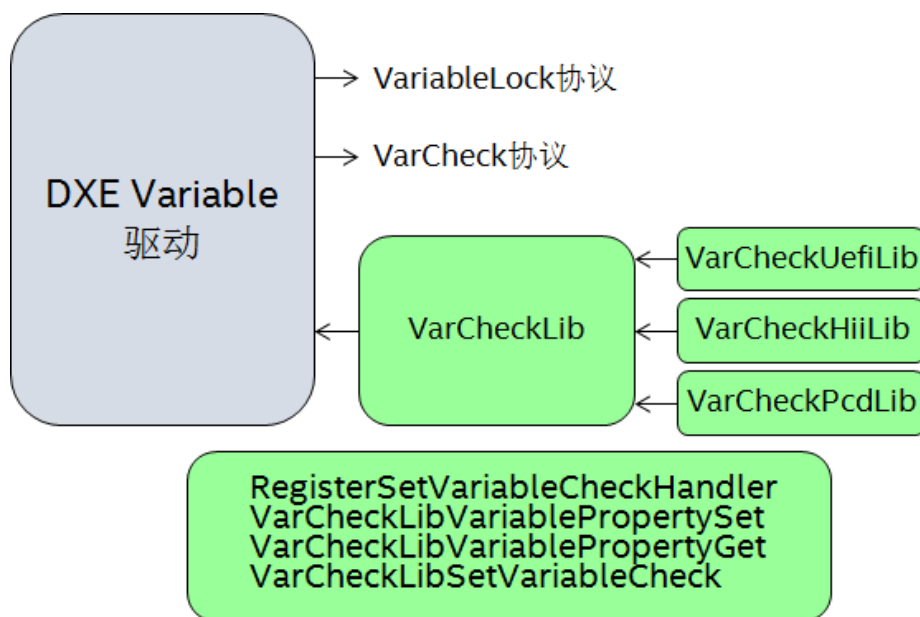 VariableLock协议
VarCheck协议
DXE Variable
驱动
VarCheckLib
VarCheckUefiLib
VarCheckHiiLib
VarCheckPcdLib
RegisterSetVariableCheckHandler
VarCheckLibVariablePropertySet
VarCheckLibVariablePropertyGet
VarCheckLibSetVariableCheck